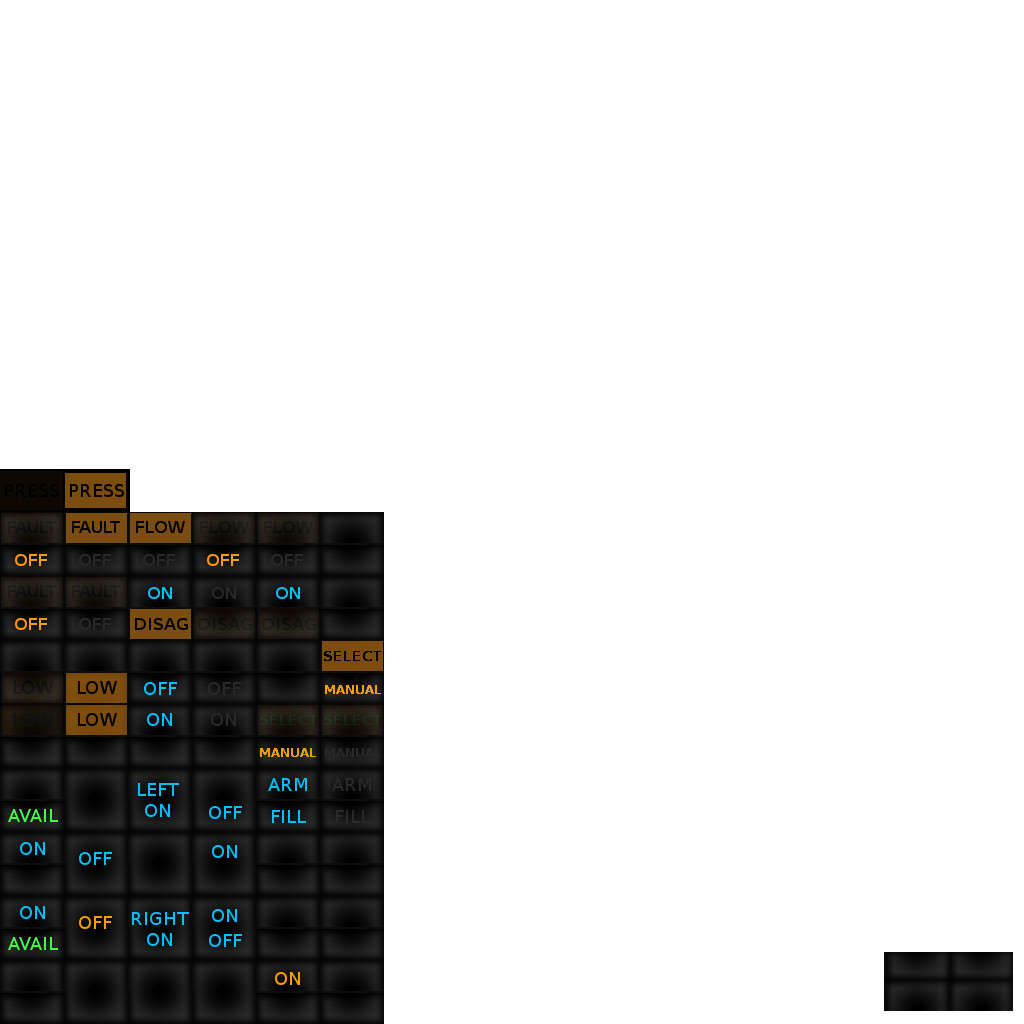 PRESS PRESS
FAULT FAULT FLOW FLOW FLOW
OFF OFF OFF OFF OFF
FAULT FAULT ON ON ON
OFF OFF DISAG DISAG DISAG
SELECT
LOW LOW OFF OFF MANUAL
LOW ON ON SELECT SELECT
MANUAL MANUAL
LEFT ARM ARM
ON OFF FILL FILL
AVAIL
ON OFF ON
ON OFF RIGHT ON
AVAIL ON OFF
ON